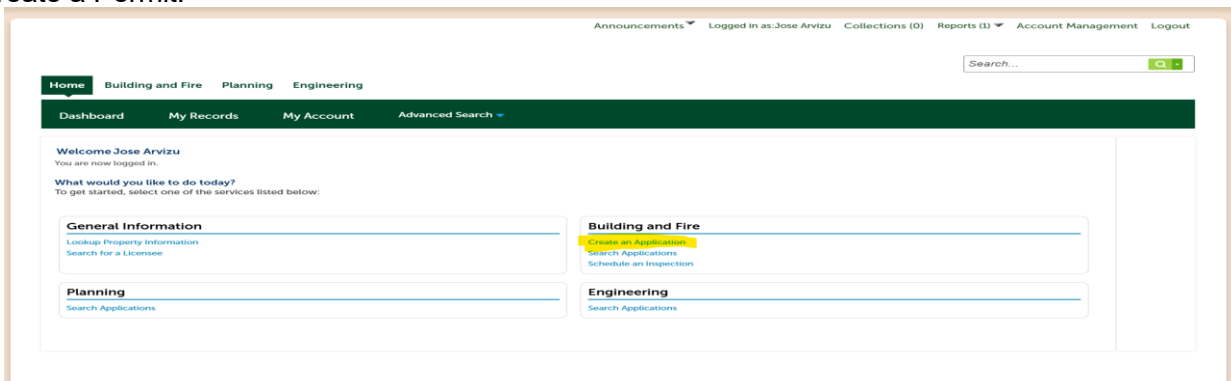 Create a Permit.
Announcements Logged in as:Jose Arvizu Collections (0) Reports (1) Account Management Logout
Search...
Home Building and Fire Planning Engineering
Dashboard My Records My Account Advanced Search
Welcome Jose Arvizu
You are now logged in.
What would you like to do today?
To get started, select one of the services listed below:
General Information
Lookup Property Information
Search for a Licensee
Building and Fire
Create an Application
Search Applications
Schedule an Inspection
Planning
Search Applications
Engineering
Search Applications